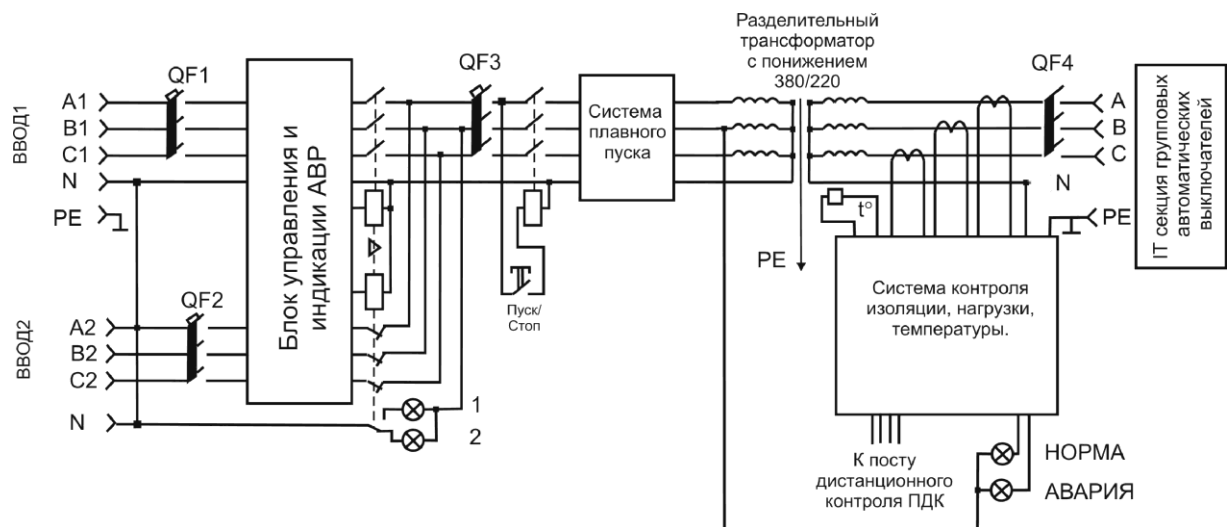 ВВОД1
A1
B1
C1
N
PE
QF1
ВВОД2
A2
B2
C2
N
QF2
Блок управления и
индикации АВР
1
2
QF3
Пуск/
Стоп
Система
плавного
пуска
Разделительный
трансформатор
с понижением
380/220
PE
t°
Система контроля
изоляции, нагрузки,
температуры.
К посту
дистанционного
контроля ПДК
НОРМА
АВАРИЯ
QF4
A
B
C
N
PE
IT секция групповых
автоматических
выключателей